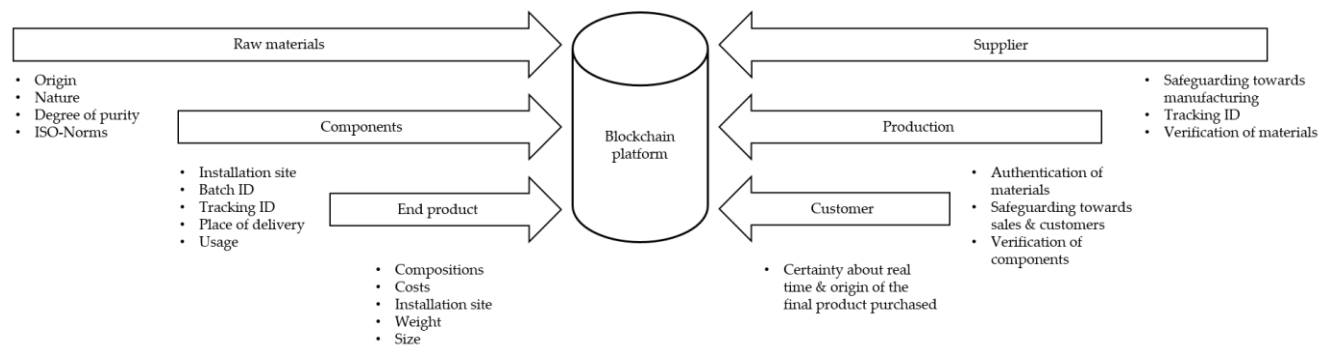 Raw materials
• Origin
• Nature
• Degree of purity
• ISO-Norms
Components
• Installation site
• Batch ID
• Tracking ID
• Place of delivery
• Usage
End product
• Compositions
• Costs
• Installation site
• Weight
• Size
Blockchain
platform
Supplier
• Safeguarding towards
manufacturing
• Tracking ID
• Verification of materials
Production
• Authentication of
materials
• Safeguarding towards
sales & customers
• Verification of
components
Customer
• Certainty about real
time & origin of the
final product purchased